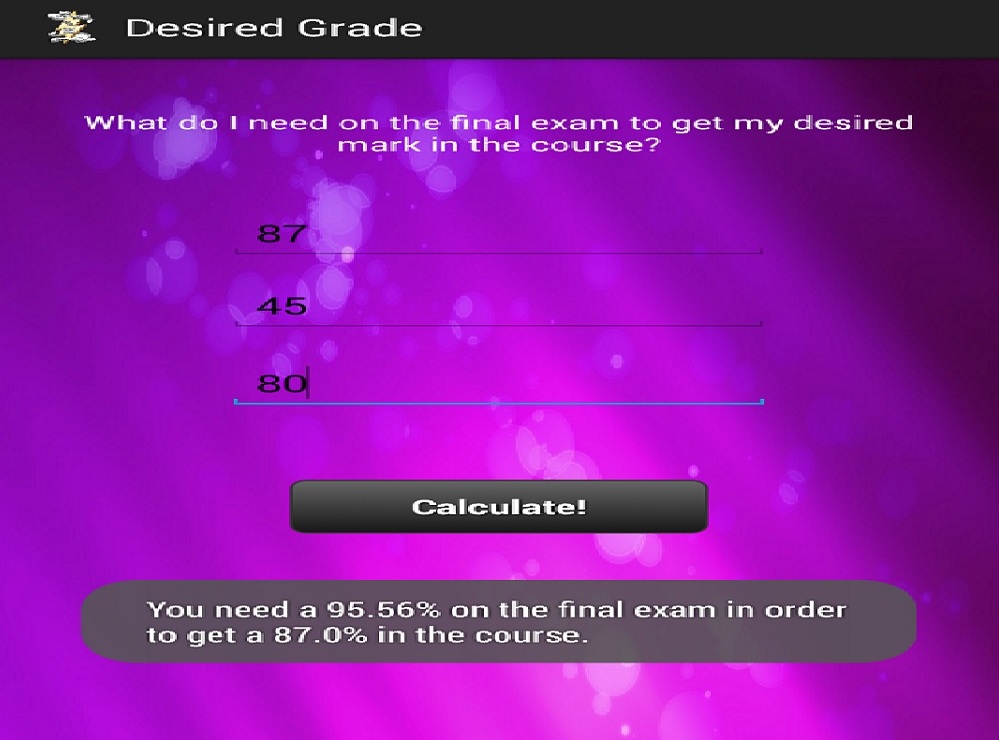 Desired Grade
What do I need on the final exam to get my desired
mark in the course?
87
45
80
Calculate!
You need a 95.56% on the final exam in order
to get a 87.0% in the course.